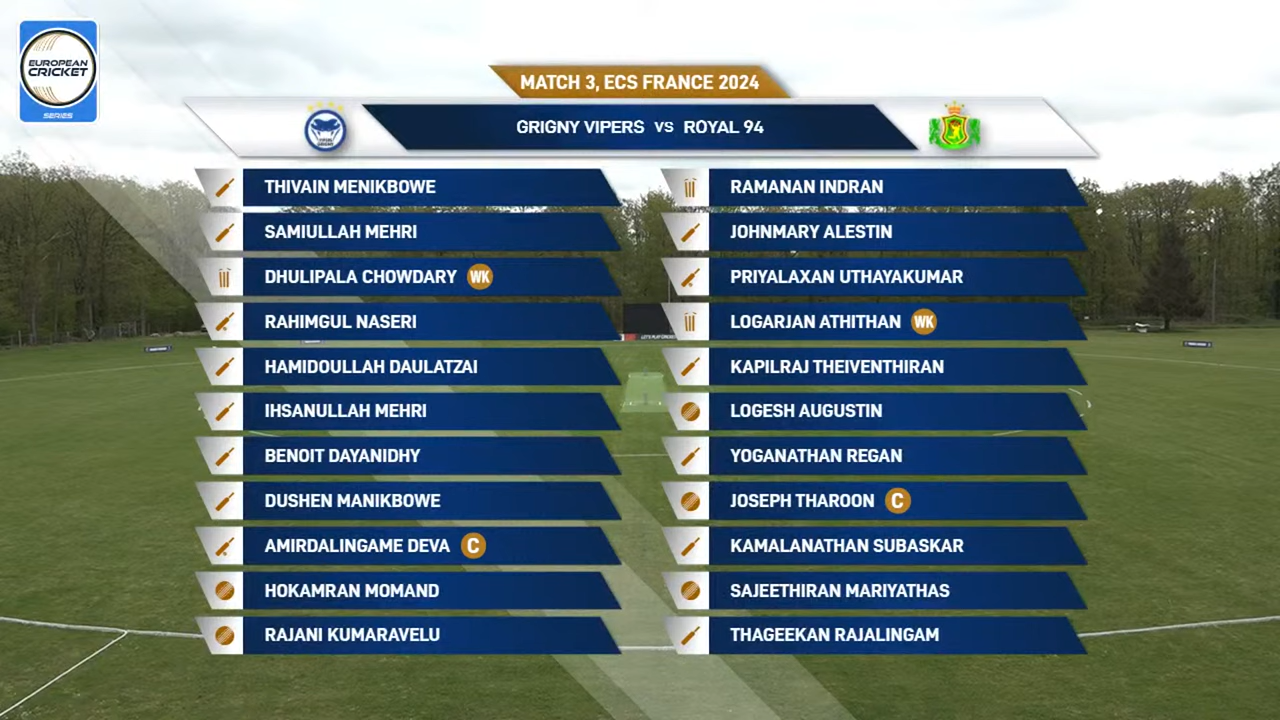 EUROPEAN
CRICKET
SERIES
MATCH 3, ECS FRANCE 2024
GRIGNY VIPERS VS ROYAL 94
THIVAIN MENIKBOWE
SAMIULLAH MEHRI
DHULIPALA CHOWDARY WK
RAHIMGUL NASERI
HAMIDOULLAH DAULATZAI
IHSANULLAH MEHRI
BENOIT DAYANIDHY
DUSHEN MANIKBOWE
AMIRDALINGAME DEVA C
HOKAMRAN MOMAND
RAJANI KUMARAVELU
RAMANAN INDRAN
JOHNMARY ALESTIN
PRIYALAXAN UTHAYAKUMAR
LOGARJAN ATHITHAN WK
KAPILRAJ THEIVENTHIRAN
LOGESH AUGUSTIN
YOGANATHAN REGAN
JOSEPH THAROON C
KAMALANATHAN SUBASKAR
SAJEETHIRAN MARIYATHAS
THAGEEKAN RAJALINGAM